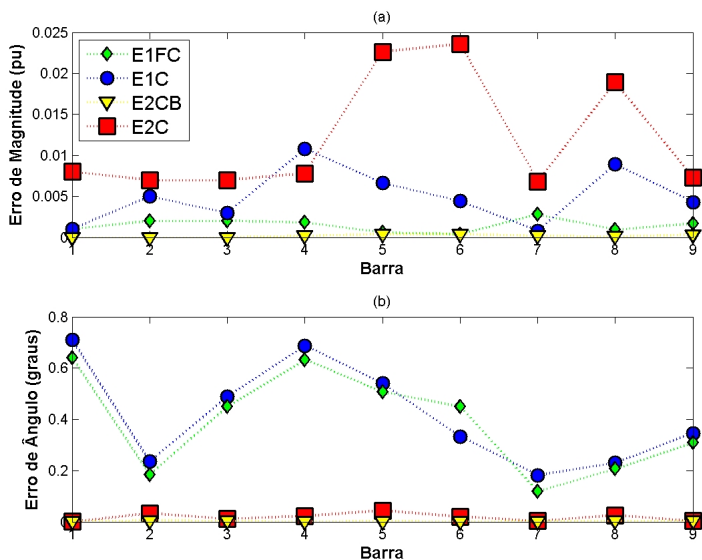 (a)
Erro de Magnitude (pu)
0.025
0.02
0.015
0.01
0.005
0
E1FC
E1C
E2CB
E2C
1 2 3 4 5 6 7 8 9
Barra
(b)
Erro de Ângulo (graus)
0.8
0.6
0.4
0.2
0
1 2 3 4 5 6 7 8 9
Barra